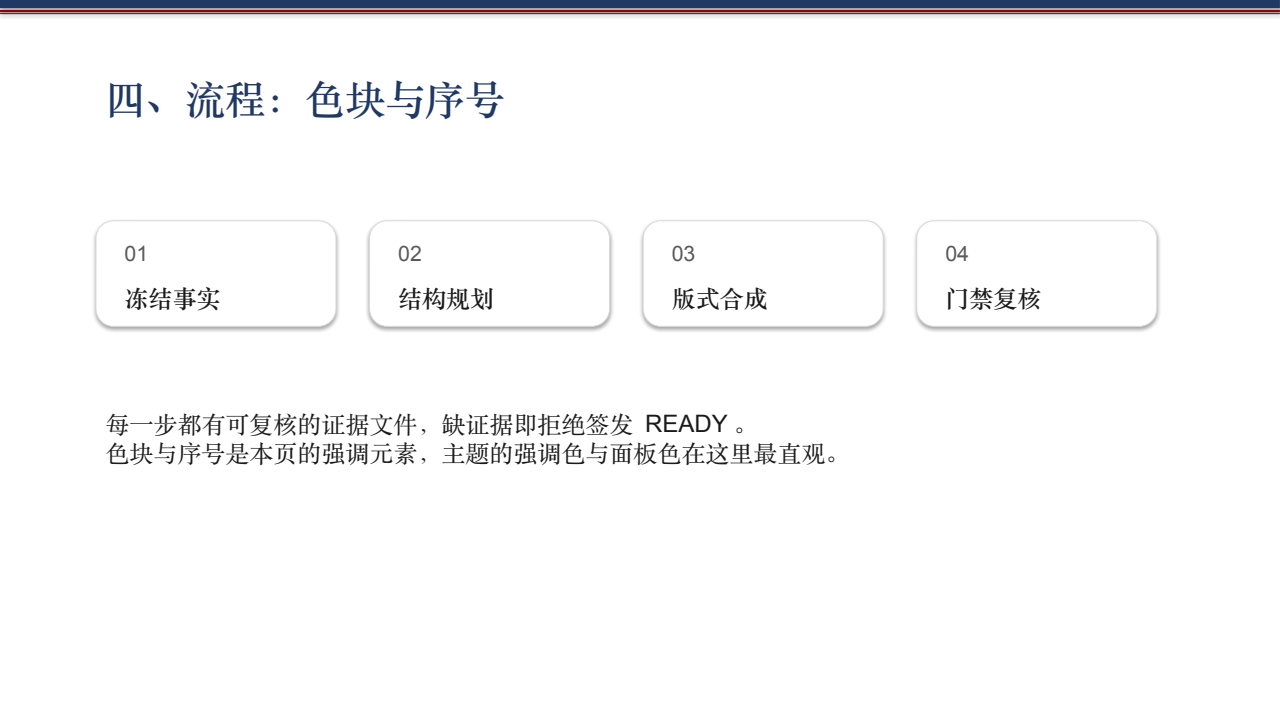 四、流程：色块与序号
01
冻结事实
02
结构规划
03
版式合成
04
门禁复核
每一步都有可复核的证据文件，缺证据即拒绝签发 READY 。
色块与序号是本页的强调元素，主题的强调色与面板色在这里最直观。